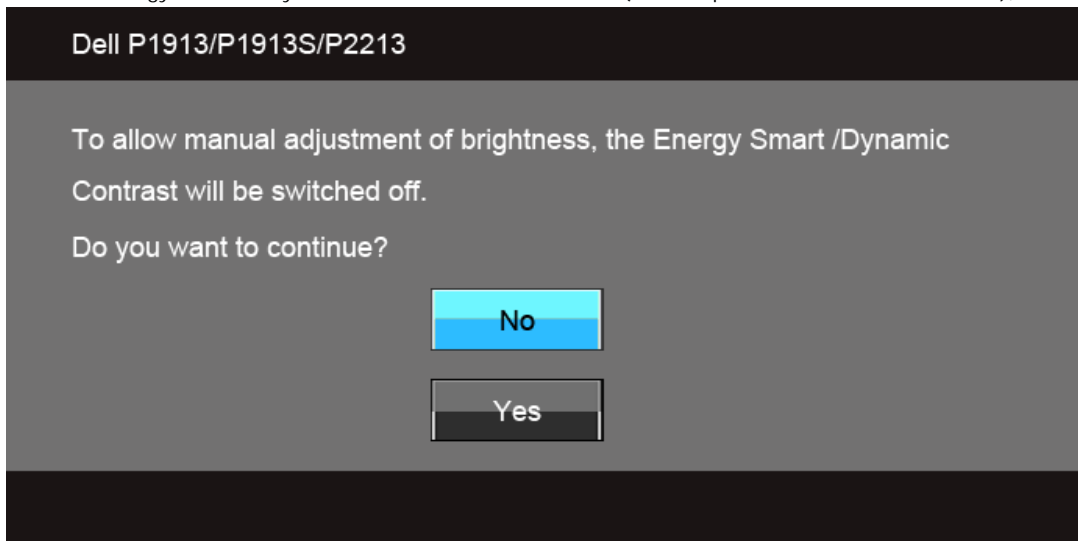 Dell P1913/P1913S/P2213
To allow manual adjustment of brightness, the Energy Smart /Dynamic
Contrast will be switched off.
Do you want to continue?
No
Yes